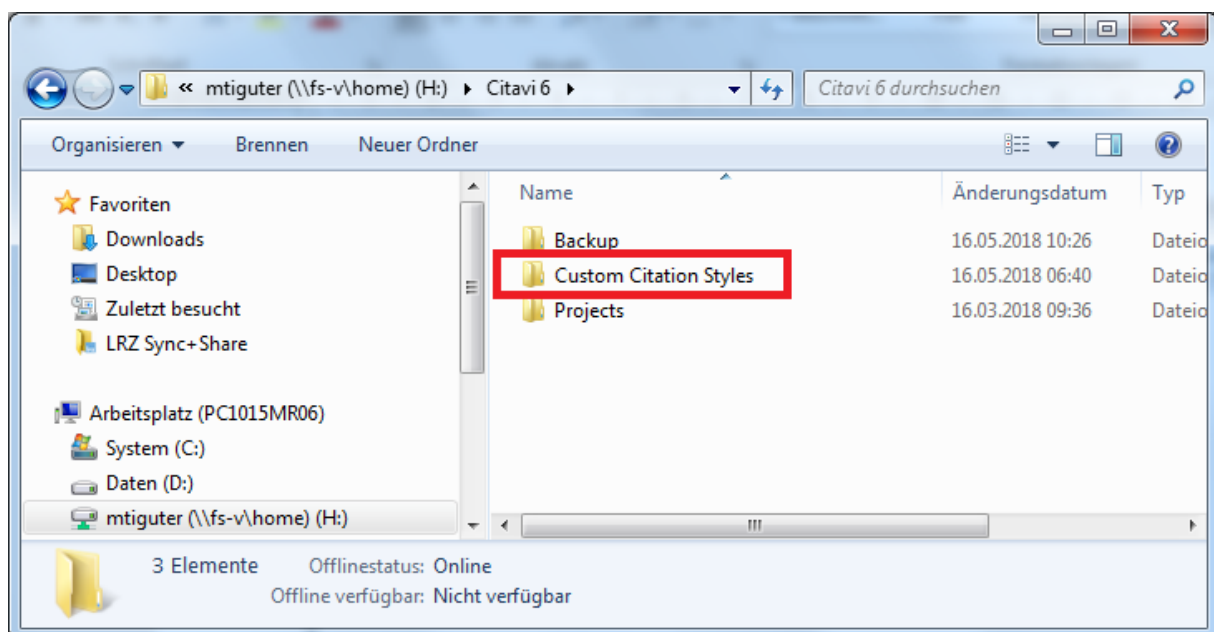 « mtiguter (\\fs-v\home) (H:) ▸ Citavi 6 ▸
Citavi 6 durchsuchen
Organisieren ▼ Brennen Neuer Ordner
Favoriten
Downloads
Desktop
Zuletzt besucht
LRZ Sync+Share
Arbeitsplatz (PC1015MR06)
System (C:)
Daten (D:)
mtiguter (\\fs-v\home) (H:)
Name Änderungsdatum Typ
Backup 16.05.2018 10:26 Dateio
Custom Citation Styles 16.05.2018 06:40 Dateio
Projects 16.03.2018 09:36 Dateio
3 Elemente Offlinestatus: Online
Offline verfügbar: Nicht verfügbar